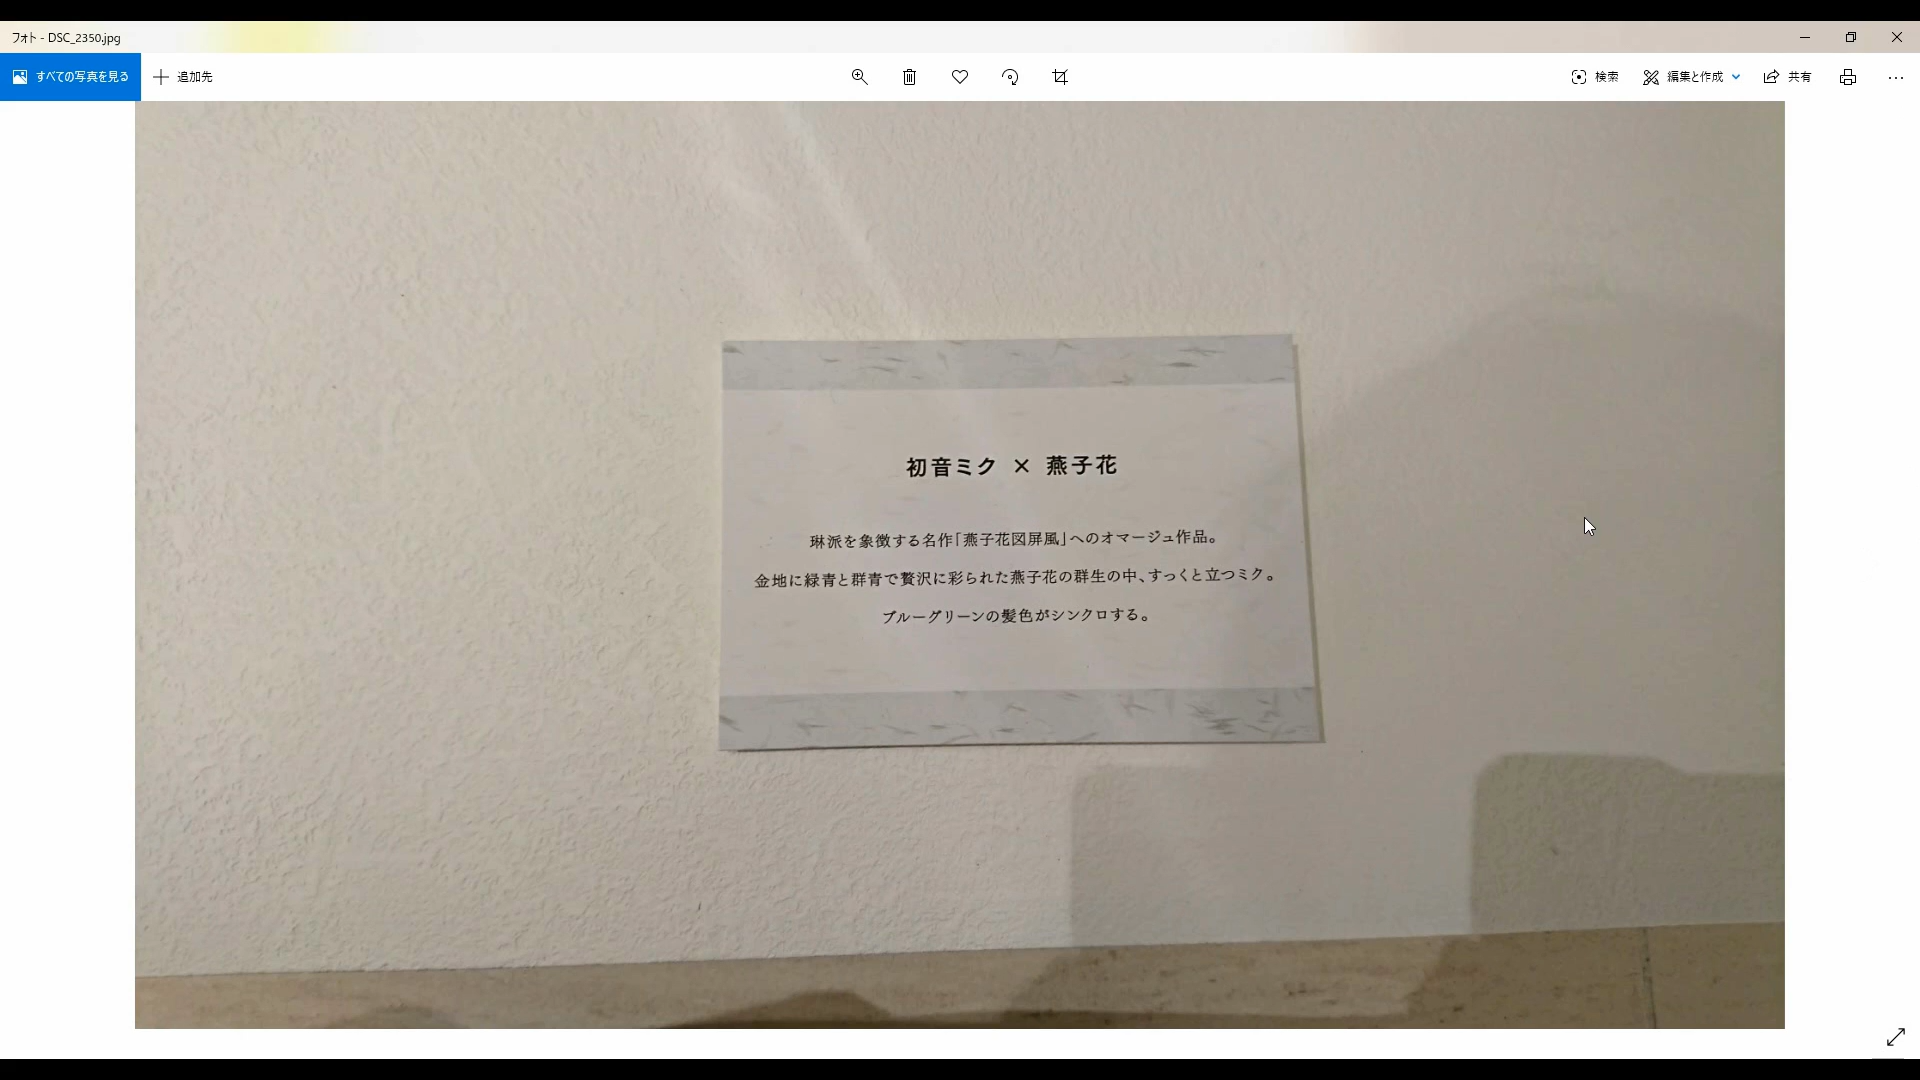 フォト - DSC_2350.jpg
すべての写真を見る
追加先
検索
編集と作成
共有
初音ミク × 燕子花
琳派を象徴する名作「燕子花図屏風」へのオマージュ作品。
金地に緑青と群青で贅沢に彩られた燕子花の群生の中、すっくと立つミク。
ブルーグリーンの髪色がシンクロする。